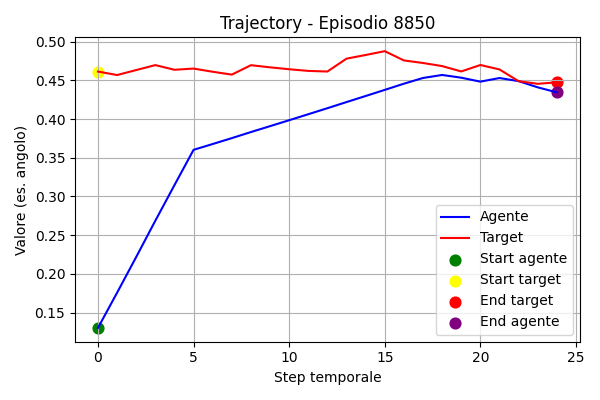 Trajectory - Episodio 8850
Valore (es. angolo)
0.50
0.45
0.40
0.35
0.30
0.25
0.20
0.15
Agente
Target
Start agente
Start target
End target
End agente
0 5 10 15 20 25
Step temporale